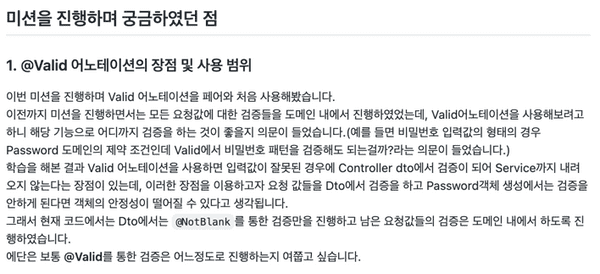 미션을 진행하며 궁금하였던 점
1. @Valid 어노테이션의 장점 및 사용 범위
이번 미션을 진행하며 Valid 어노테이션을 페어와 처음 사용해봤습니다.
이전까지 미션을 진행하면서는 모든 요청값에 대한 검증들을 도메인 내에서 진행하였었는데, Valid어노테이션을 사용해보려고
하니 해당 기능으로 어디까지 검증을 하는 것이 좋을지 의문이 들었습니다.(예를 들면 비밀번호 입력값의 형태의 경우
Password 도메인의 제약 조건인데 Valid에서 비밀번호 패턴을 검증해도 되는걸까?라는 의문이 들었습니다.)
학습을 해본 결과 Valid 어노테이션을 사용하면 입력값이 잘못된 경우에 Controller dto에서 검증이 되어 Service까지 내려
오지 않는다는 장점이 있는데, 이러한 장점을 이용하고자 요청 값들을 Dto에서 검증을 하고 Password객체 생성에서는 검증을
안하게 된다면 객체의 안정성이 떨어질 수 있다고 생각됩니다.
그래서 현재 코드에서는 Dto에서는 @NotBlank 를 통한 검증만을 진행하고 남은 요청값들의 검증은 도메인 내에서 하도록 진
행하였습니다.
에단은 보통 @Valid를 통한 검증은 어느정도로 진행하는지 여쭙고 싶습니다.